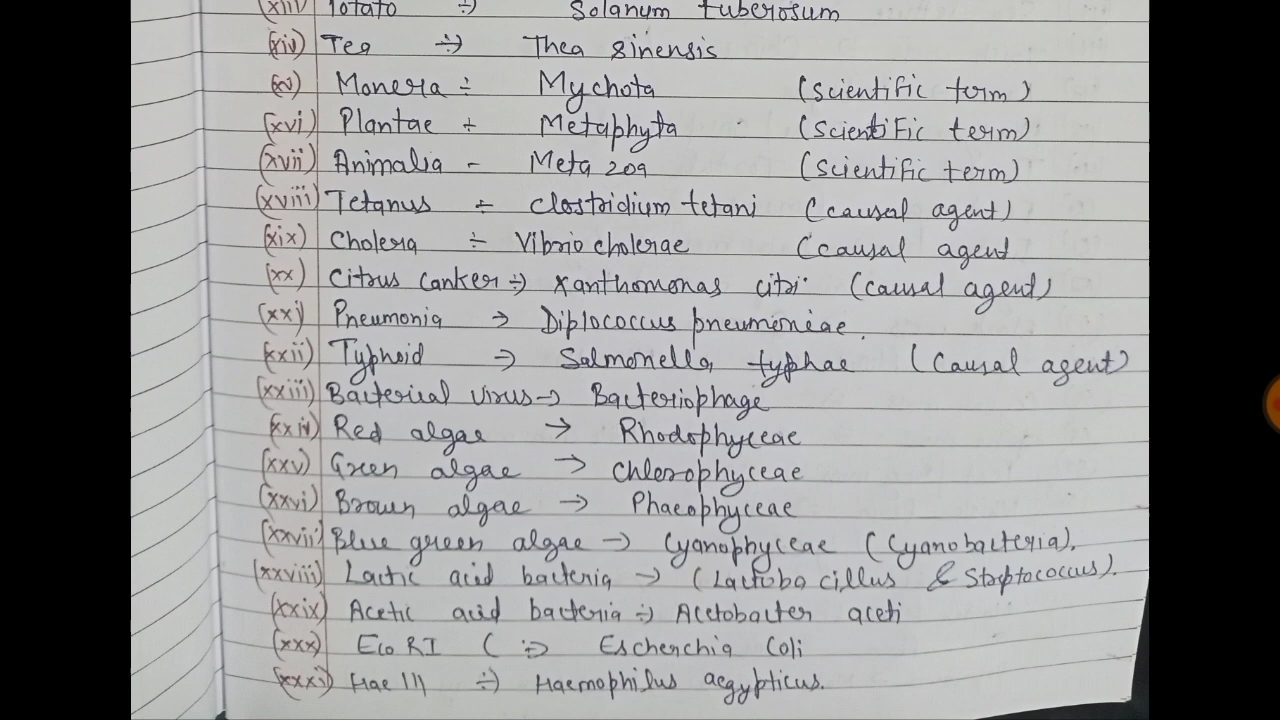 (xiii) Potato ÷) Solanum tuberosum
(xiv) Tea ÷) Thea sinensis
(xv) Monera ÷ Mychota (scientific term)
(xvi) Plantae ÷ Metaphyta (scientific term)
(xvii) Animalia - Meta zoa (scientific term)
(xviii) Tetanus ÷ Clostridium tetani (causal agent)
(xix) Cholera ÷ Vibrio cholerae (causal agent
(xx) Citrus canker ÷) Xanthomonas citri (causal agent)
(xxi) Pneumonia → Diplococcus pneumoniae.
(xxii) Typhoid → Salmonella typhae (Causal agent)
(xxiii) Bacterial virus → Bacteriophage
(xxiv) Red algae → Rhodophyceae
(xxv) Green algae → Chlorophyceae
(xxvi) Brown algae → Phaeophyceae
(xxvii) Blue green algae → Cyanophyceae (Cyanobacteria).
(xxviii) Lactic acid bacteria → (Lactobacillus & Streptococcus).
(xxix) Acetic acid bacteria ÷) Acetobacter aceti
(xxx) Eco RI ( ÷) Escherchia Coli
(xxxi) Hae III ÷) Haemophilus aegypticus.